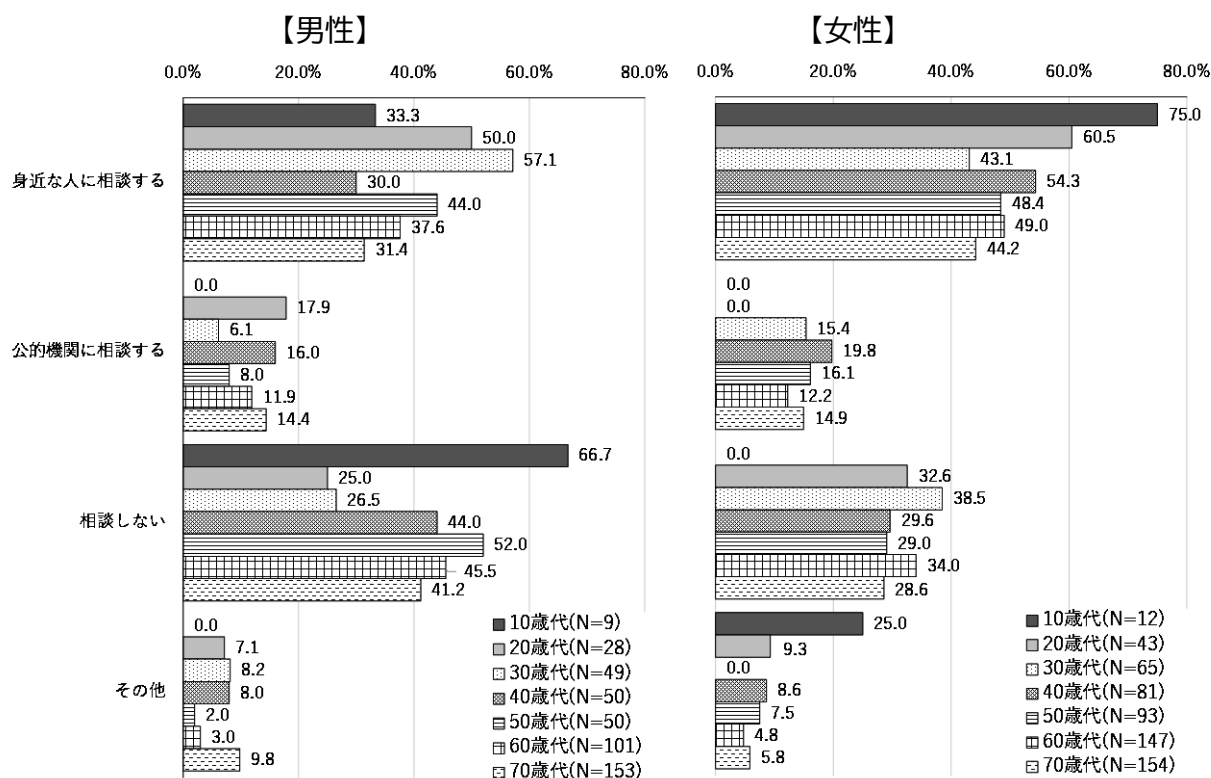 【男性】
0.0% 20.0% 40.0% 60.0% 80.0%
身近な人に相談する
33.3
50.0
57.1
30.0
44.0
37.6
31.4
公的機関に相談する
0.0
17.9
6.1
16.0
8.0
11.9
14.4
相談しない
66.7
25.0
26.5
44.0
52.0
45.5
41.2
その他
0.0
7.1
8.2
8.0
2.0
3.0
9.8
10歳代(N=9)
20歳代(N=28)
30歳代(N=49)
40歳代(N=50)
50歳代(N=50)
60歳代(N=101)
70歳代(N=153)
【女性】
0.0% 20.0% 40.0% 60.0% 80.0%
75.0
60.5
43.1
54.3
48.4
49.0
44.2
0.0
0.0
15.4
19.8
16.1
12.2
14.9
0.0
32.6
38.5
29.6
29.0
34.0
28.6
25.0
9.3
0.0
8.6
7.5
4.8
5.8
10歳代(N=12)
20歳代(N=43)
30歳代(N=65)
40歳代(N=81)
50歳代(N=93)
60歳代(N=147)
70歳代(N=154)